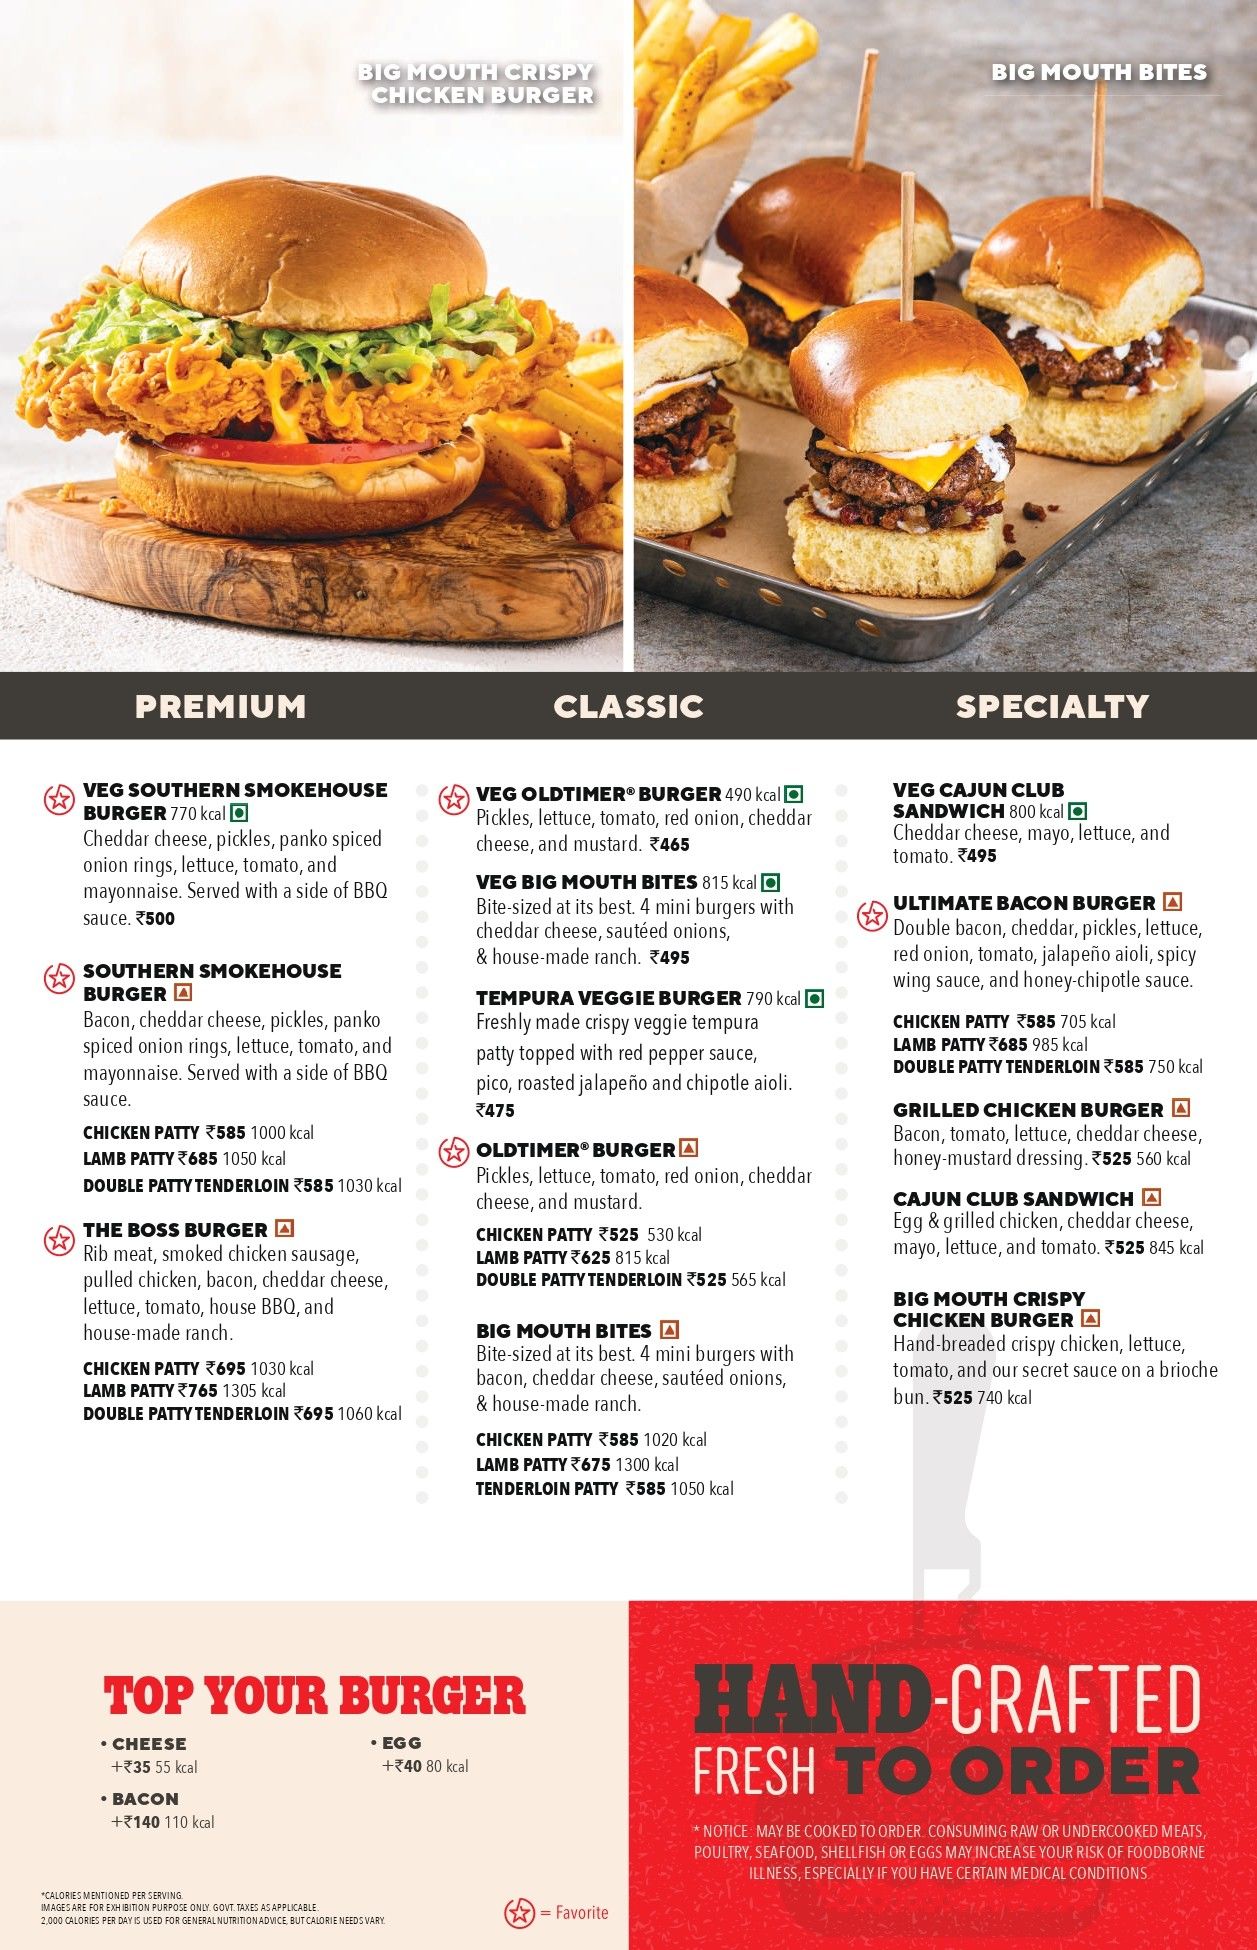 BIG MOUTH CRISPY
CHICKEN BURGER
BIG MOUTH BITES
PREMIUM
VEG SOUTHERN SMOKEHOUSE
BURGER 770 kcal
Cheddar cheese, pickles, panko spiced
onion rings, lettuce, tomato, and
mayonnaise. Served with a side of BBQ
sauce. ₹500
SOUTHERN SMOKEHOUSE
BURGER
Bacon, cheddar cheese, pickles, panko
spiced onion rings, lettuce, tomato, and
mayonnaise. Served with a side of BBQ
sauce.
CHICKEN PATTY ₹585 1000 kcal
LAMB PATTY ₹685 1050 kcal
DOUBLE PATTY TENDERLOIN ₹585 1030 kcal
THE BOSS BURGER
Rib meat, smoked chicken sausage,
pulled chicken, bacon, cheddar cheese,
lettuce, tomato, house BBQ, and
house-made ranch.
CHICKEN PATTY ₹695 1030 kcal
LAMB PATTY ₹765 1305 kcal
DOUBLE PATTY TENDERLOIN ₹695 1060 kcal
CLASSIC
VEG OLDTIMER® BURGER 490 kcal
Pickles, lettuce, tomato, red onion, cheddar
cheese, and mustard. ₹465
VEG BIG MOUTH BITES 815 kcal
Bite-sized at its best. 4 mini burgers with
cheddar cheese, sautéed onions,
& house-made ranch. ₹495
TEMPURA VEGGIE BURGER 790 kcal
Freshly made crispy veggie tempura
patty topped with red pepper sauce,
pico, roasted jalapeño and chipotle aioli.
₹475
OLDTIMER® BURGER
Pickles, lettuce, tomato, red onion, cheddar
cheese, and mustard.
CHICKEN PATTY ₹525 530 kcal
LAMB PATTY ₹625 815 kcal
DOUBLE PATTY TENDERLOIN ₹525 565 kcal
BIG MOUTH BITES
Bite-sized at its best. 4 mini burgers with
bacon, cheddar cheese, sautéed onions,
& house-made ranch.
CHICKEN PATTY ₹585 1020 kcal
LAMB PATTY ₹675 1300 kcal
TENDERLOIN PATTY ₹585 1050 kcal
SPECIALTY
VEG CAJUN CLUB
SANDWICH 800 kcal
Cheddar cheese, mayo, lettuce, and
tomato. ₹495
ULTIMATE BACON BURGER
Double bacon, cheddar, pickles, lettuce,
red onion, tomato, jalapeño aioli, spicy
wing sauce, and honey-chipotle sauce.
CHICKEN PATTY ₹585 705 kcal
LAMB PATTY ₹685 985 kcal
DOUBLE PATTY TENDERLOIN ₹585 750 kcal
GRILLED CHICKEN BURGER
Bacon, tomato, lettuce, cheddar cheese,
honey-mustard dressing. ₹525 560 kcal
CAJUN CLUB SANDWICH
Egg & grilled chicken, cheddar cheese,
mayo, lettuce, and tomato. ₹525 845 kcal
BIG MOUTH CRISPY
CHICKEN BURGER
Hand-breaded crispy chicken, lettuce,
tomato, and our secret sauce on a brioche
bun. ₹525 740 kcal
TOP YOUR BURGER
• CHEESE
+₹35 55 kcal
• BACON
+₹140 110 kcal
• EGG
+₹40 80 kcal
*CALORIES MENTIONED PER SERVING.
IMAGES ARE FOR EXHIBITION PURPOSE ONLY. GOVT. TAXES AS APPLICABLE.
2,000 CALORIES PER DAY IS USED FOR GENERAL NUTRITION ADVICE, BUT CALORIE NEEDS VARY.
= Favorite
HAND-CRAFTED
FRESH TO ORDER
* NOTICE: MAY BE COOKED TO ORDER. CONSUMING RAW OR UNDERCOOKED MEATS,
POULTRY, SEAFOOD, SHELLFISH OR EGGS MAY INCREASE YOUR RISK OF FOODBORNE
ILLNESS, ESPECIALLY IF YOU HAVE CERTAIN MEDICAL CONDITIONS.